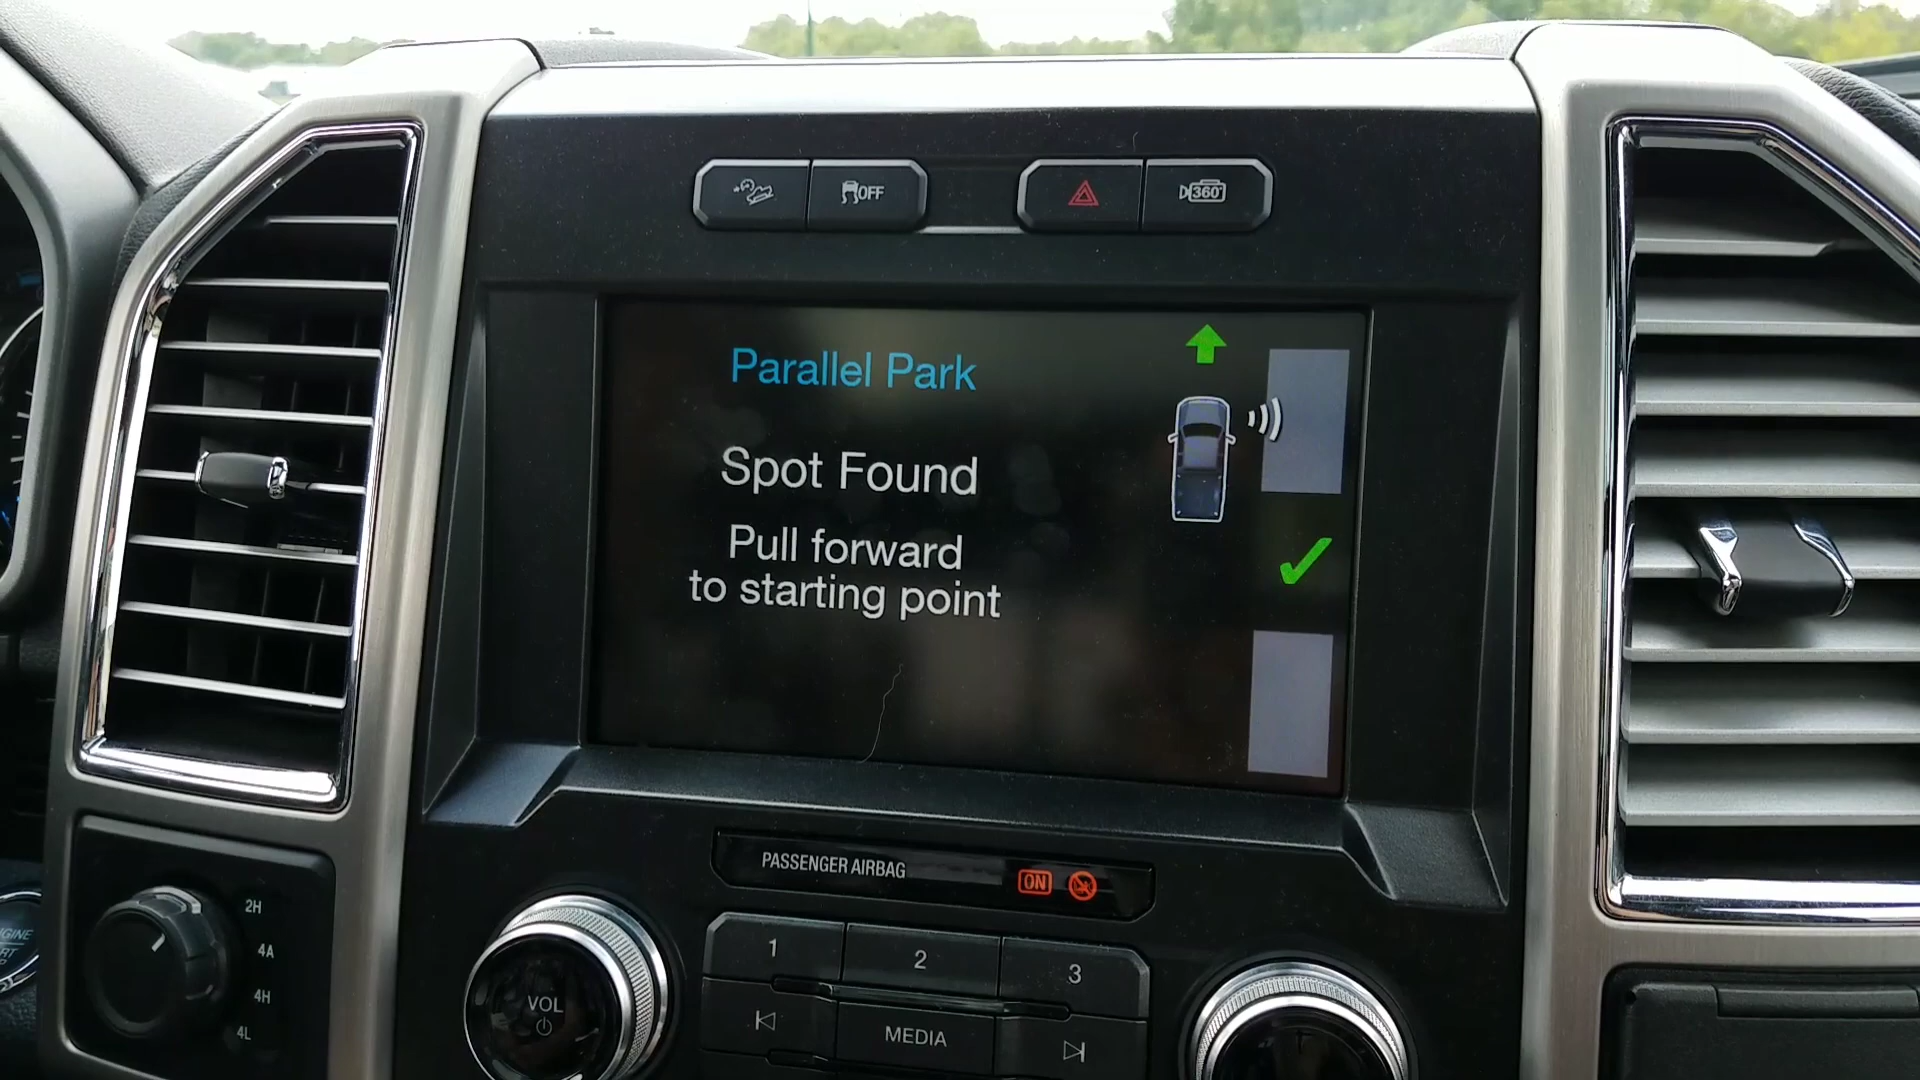 OFF
360°
Parallel Park
Spot Found
Pull forward
to starting point
PASSENGER AIRBAG
ON
2H
4A
4H
4L
VOL
1
2
3
MEDIA